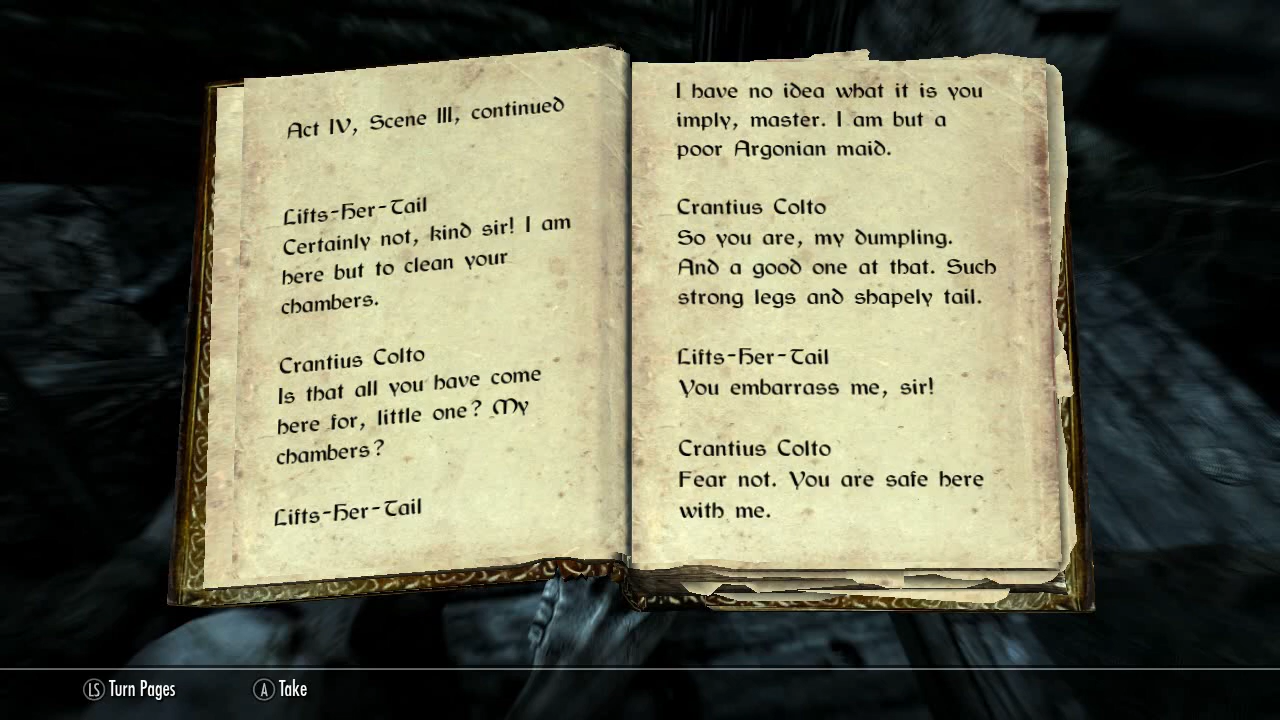 Act IV, Scene III, continued
Lifts-Her-Tail
Certainly not, kind sir! I am
here but to clean your
chambers.
Crantius Colto
Is that all you have come
here for, little one? My
chambers?
Lifts-Her-Tail
I have no idea what it is you
imply, master. I am but a
poor Argonian maid.
Crantius Colto
So you are, my dumpling.
And a good one at that. Such
strong legs and shapely tail.
Lifts-Her-Tail
You embarrass me, sir!
Crantius Colto
Fear not. You are safe here
with me.
LS Turn Pages
A Take